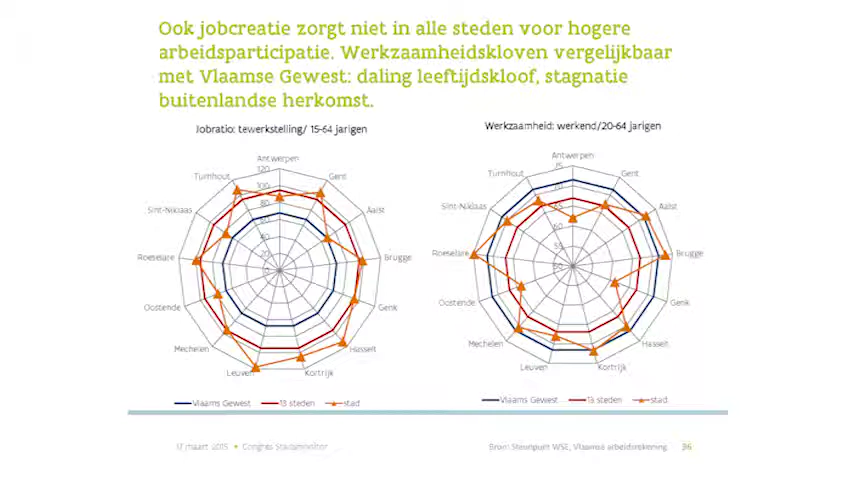 Ook jobcreatie zorgt niet in alle steden voor hogere
arbeidsparticipatie. Werkzaamheidskloven vergelijkbaar
met Vlaamse Gewest: daling leeftijdskloof, stagnatie
buitenlandse herkomst.
Jobratio: tewerkstelling/ 15-64 jarigen
Antwerpen
Gent
Aalst
Brugge
Genk
Hasselt
Kortrijk
Leuven
Mechelen
Oostende
Roeselare
Sint-Niklaas
Turnhout
120
100
80
40
20
Vlaams Gewest 13 steden stad
Werkzaamheid: werkend/20-64 jarigen
Antwerpen
Gent
Aalst
Brugge
Genk
Hasselt
Kortrijk
Leuven
Mechelen
Oostende
Roeselare
Sint-Niklaas
Turnhout
75
60
55
50
Vlaams Gewest 13 steden stad
17 maart 2015 • Congres Stadsmonitor
Bron: Steunpunt WSE, Vlaamse arbeidsrekening 36